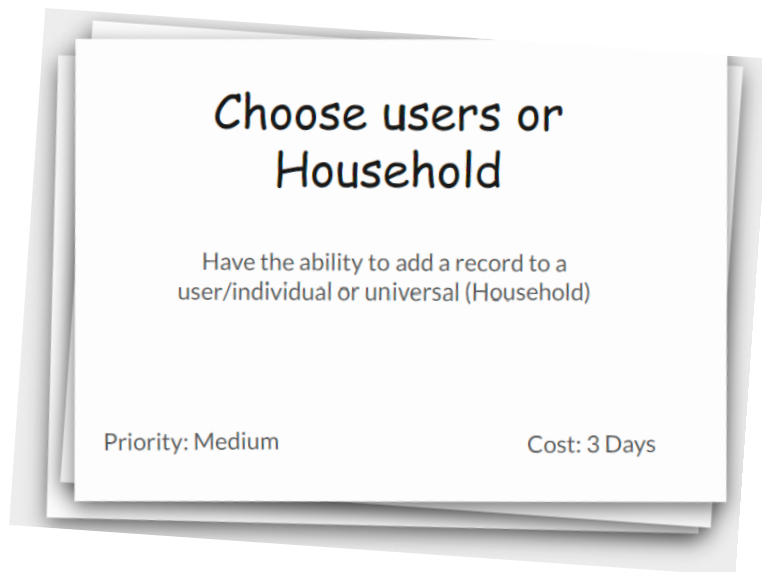 Choose users or
Household
Have the ability to add a record to a
user/individual or universal (Household)
Priority: Medium
Cost: 3 Days